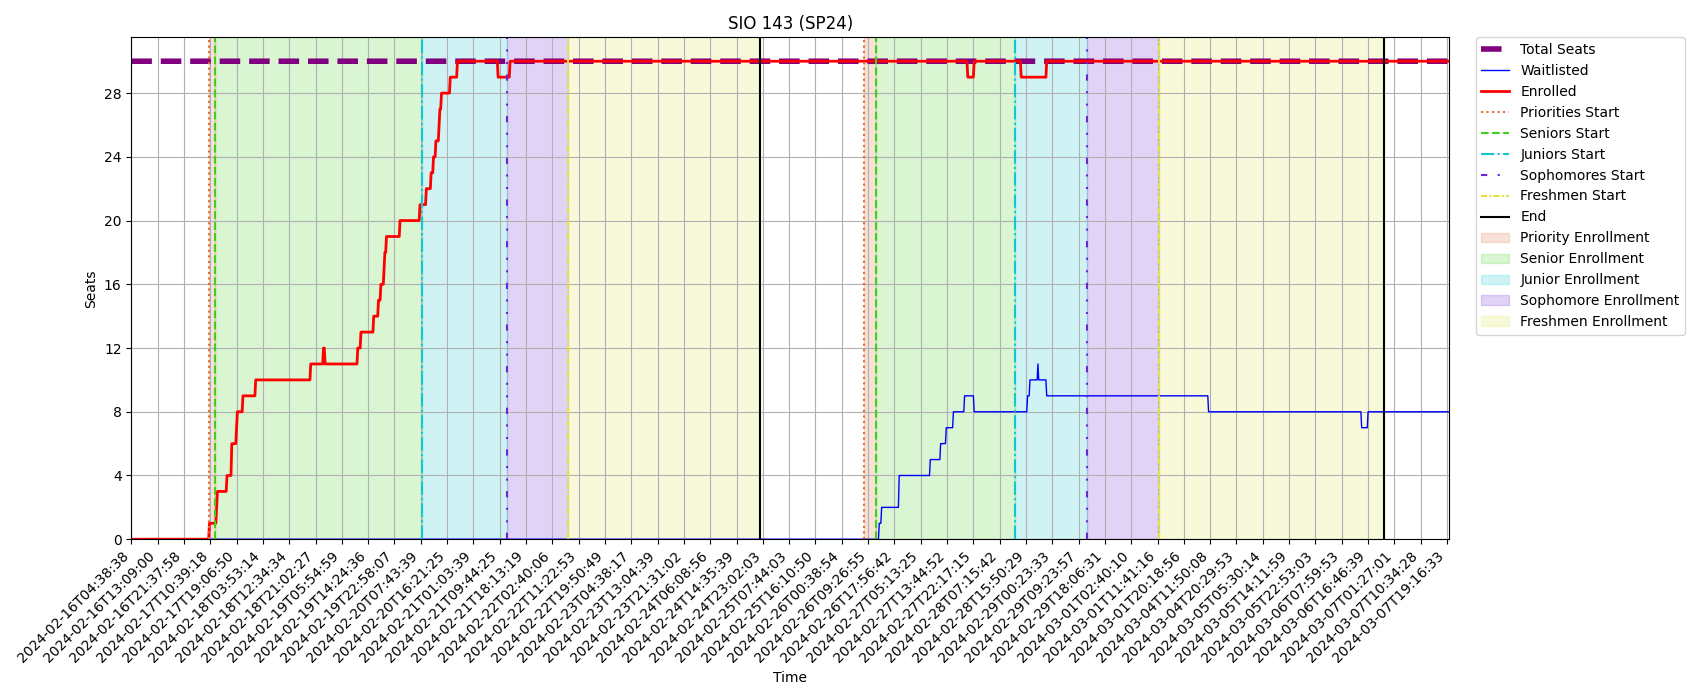 SIO 143 (SP24)
Total Seats
Waitlisted
Enrolled
Priorities Start
Seniors Start
Juniors Start
Sophomores Start
Freshmen Start
End
Priority Enrollment
Senior Enrollment
Junior Enrollment
Sophomore Enrollment
Freshmen Enrollment
Seats
28
24
20
16
12
8
4
0
2024-02-16T04:38:38
2024-02-16T13:09:00
2024-02-16T21:37:58
2024-02-17T10:39:18
2024-02-17T19:06:50
2024-02-18T03:53:14
2024-02-18T12:34:34
2024-02-18T21:02:27
2024-02-19T05:54:59
2024-02-19T14:24:36
2024-02-19T22:58:07
2024-02-20T07:43:39
2024-02-20T16:21:25
2024-02-21T01:03:39
2024-02-21T09:44:25
2024-02-21T18:13:19
2024-02-22T02:40:06
2024-02-22T11:22:53
2024-02-22T19:50:49
2024-02-23T04:38:17
2024-02-23T13:04:39
2024-02-23T21:31:02
2024-02-24T06:08:56
2024-02-24T14:35:39
2024-02-24T23:02:03
2024-02-25T07:44:03
2024-02-25T16:10:50
2024-02-26T00:38:54
2024-02-26T09:26:55
2024-02-26T17:56:42
2024-02-27T05:13:25
2024-02-27T13:44:52
2024-02-27T22:17:15
2024-02-28T07:15:42
2024-02-28T15:50:29
2024-02-29T00:23:33
2024-02-29T09:23:57
2024-02-29T18:06:31
2024-03-01T02:40:10
2024-03-01T11:41:16
2024-03-01T20:18:56
2024-03-04T11:50:08
2024-03-04T20:29:53
2024-03-05T05:30:14
2024-03-05T14:11:59
2024-03-05T22:53:03
2024-03-06T07:59:53
2024-03-06T16:46:39
2024-03-07T01:27:01
2024-03-07T10:34:28
2024-03-07T19:16:33
Time